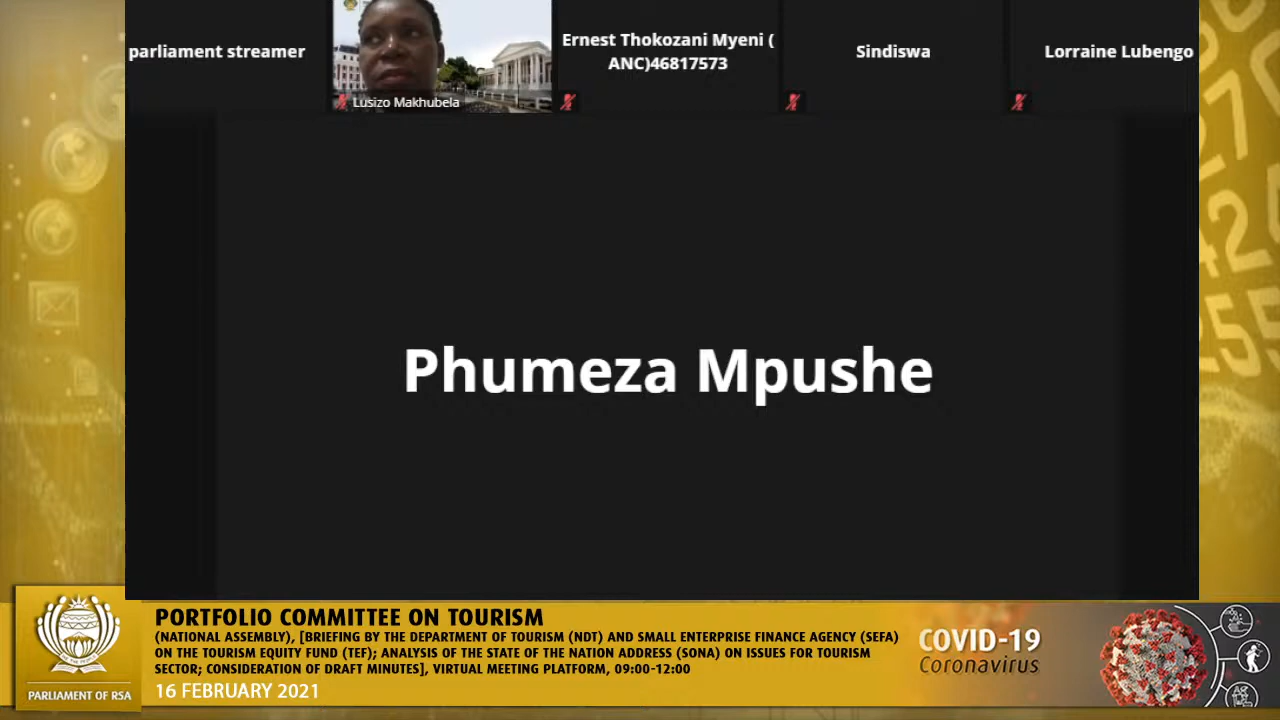 parliament streamer
Lusizo Makhubela
Ernest Thokozani Myeni (
ANC)46817573
Sindiswa
Lorraine Lubengo
Phumeza Mpushe
PARLIAMENT OF RSA
PORTFOLIO COMMITTEE ON TOURISM
(NATIONAL ASSEMBLY), [BRIEFING BY THE DEPARTMENT OF TOURISM (NDT) AND SMALL ENTERPRISE FINANCE AGENCY (SEFA)
ON THE TOURISM EQUITY FUND (TEF); ANALYSIS OF THE STATE OF THE NATION ADDRESS (SONA) ON ISSUES FOR TOURISM
SECTOR; CONSIDERATION OF DRAFT MINUTES], VIRTUAL MEETING PLATFORM, 09:00-12:00
16 FEBRUARY 2021
COVID-19
Coronavirus